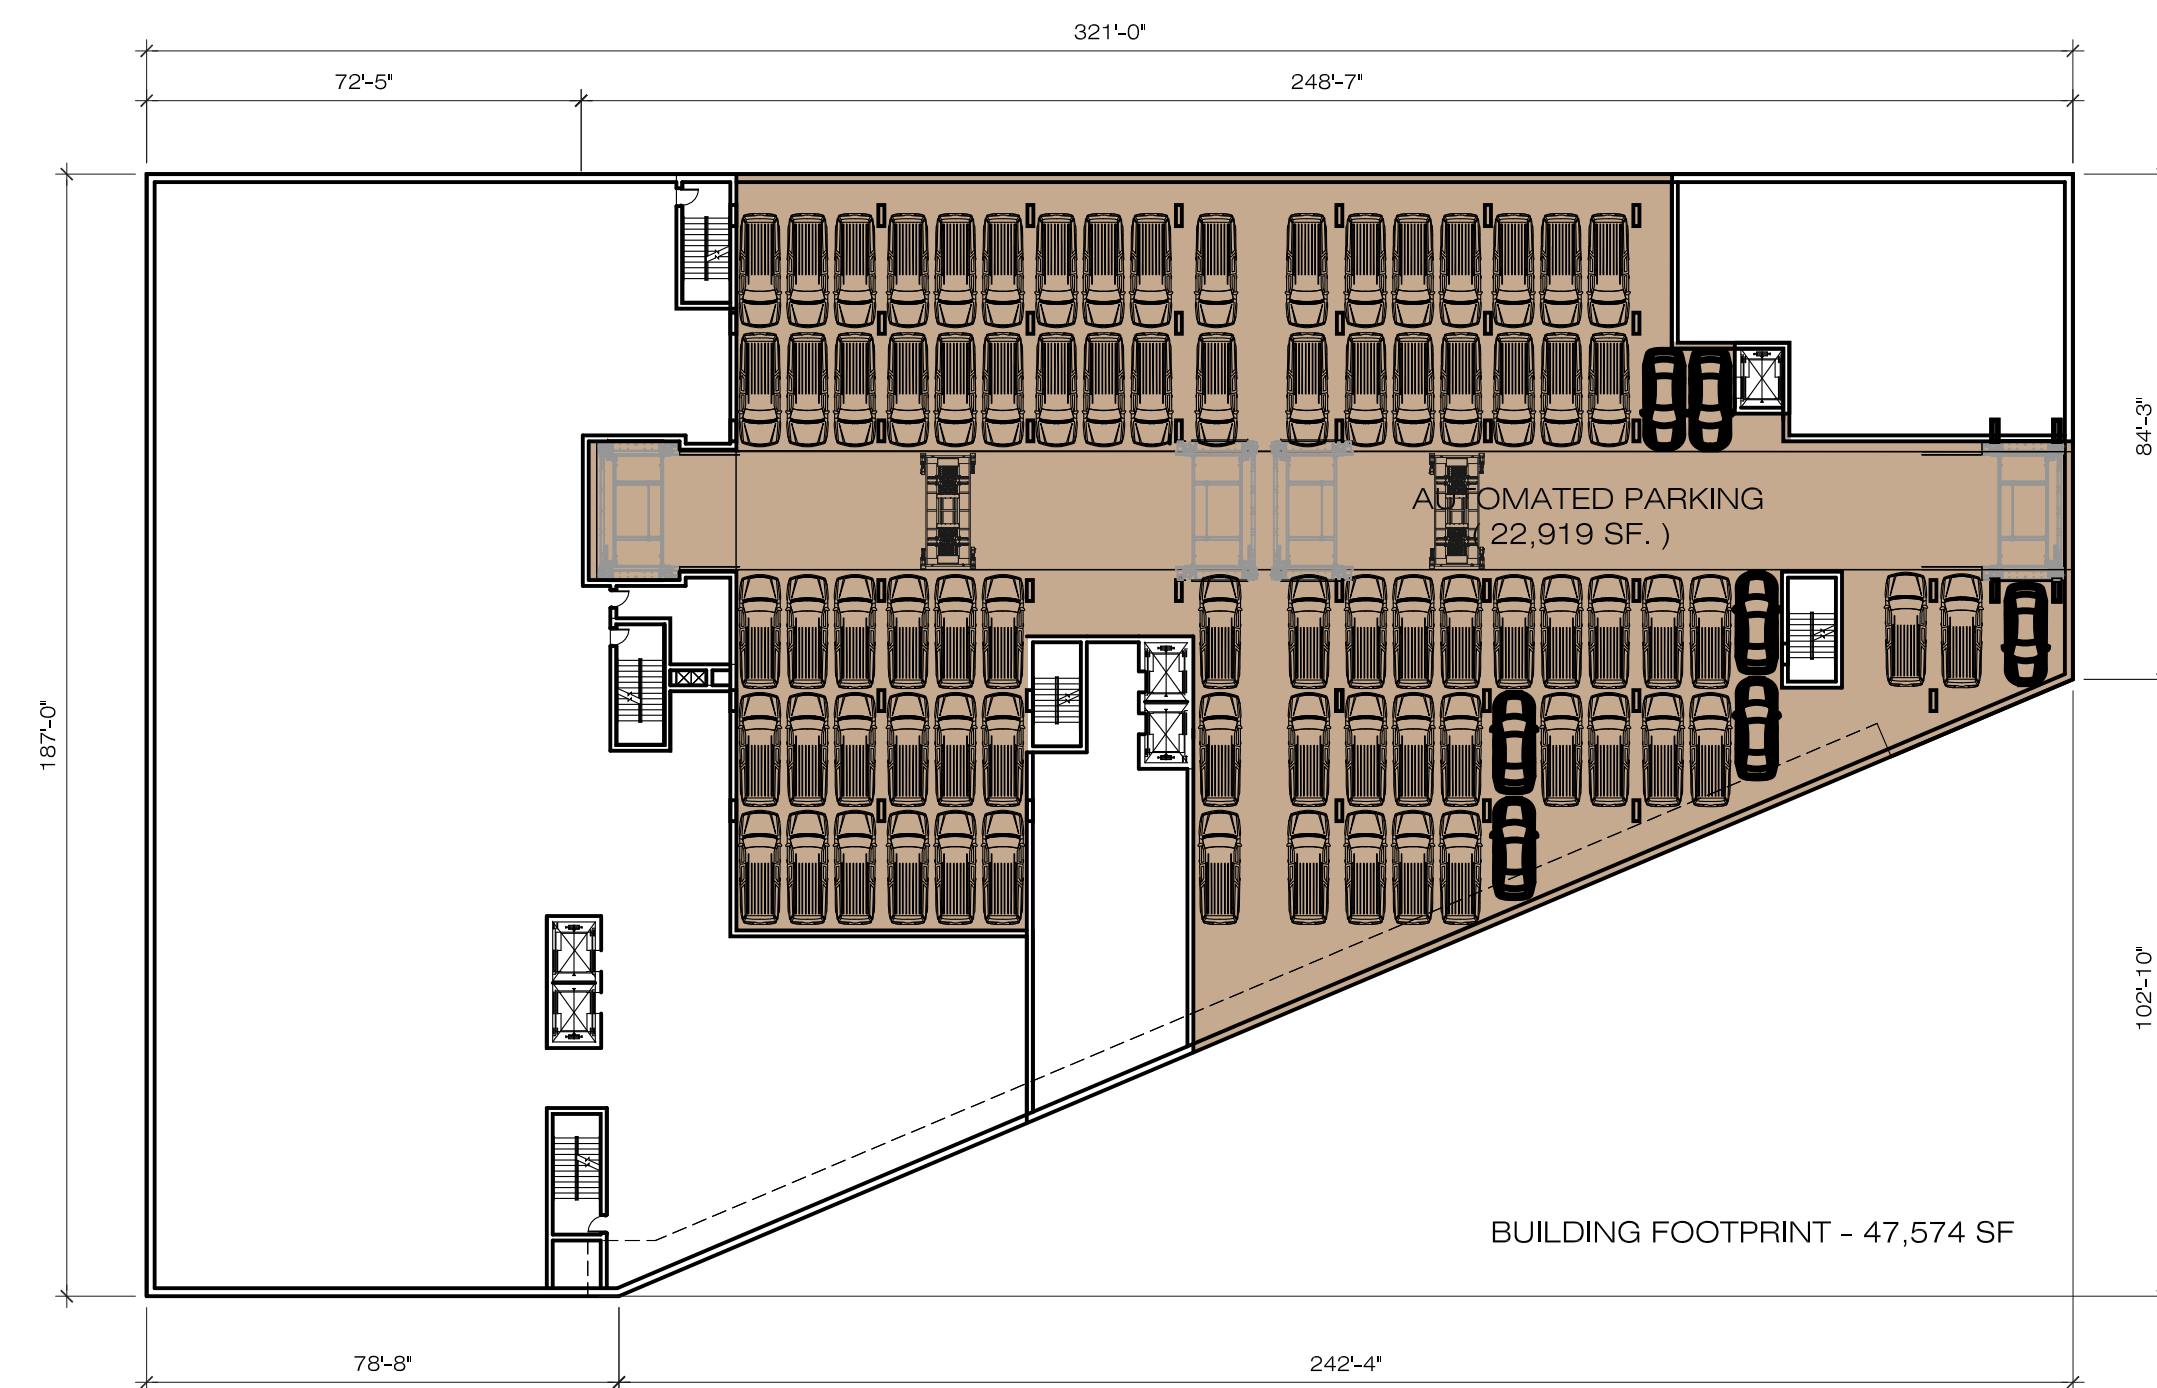 321'-0"
72'-5"
248'-7"
187'-0"
84'-3"
AUTOMATED PARKING
( 22,919 SF. )
102'-10"
BUILDING FOOTPRINT - 47,574 SF
78'-8"
242'-4"